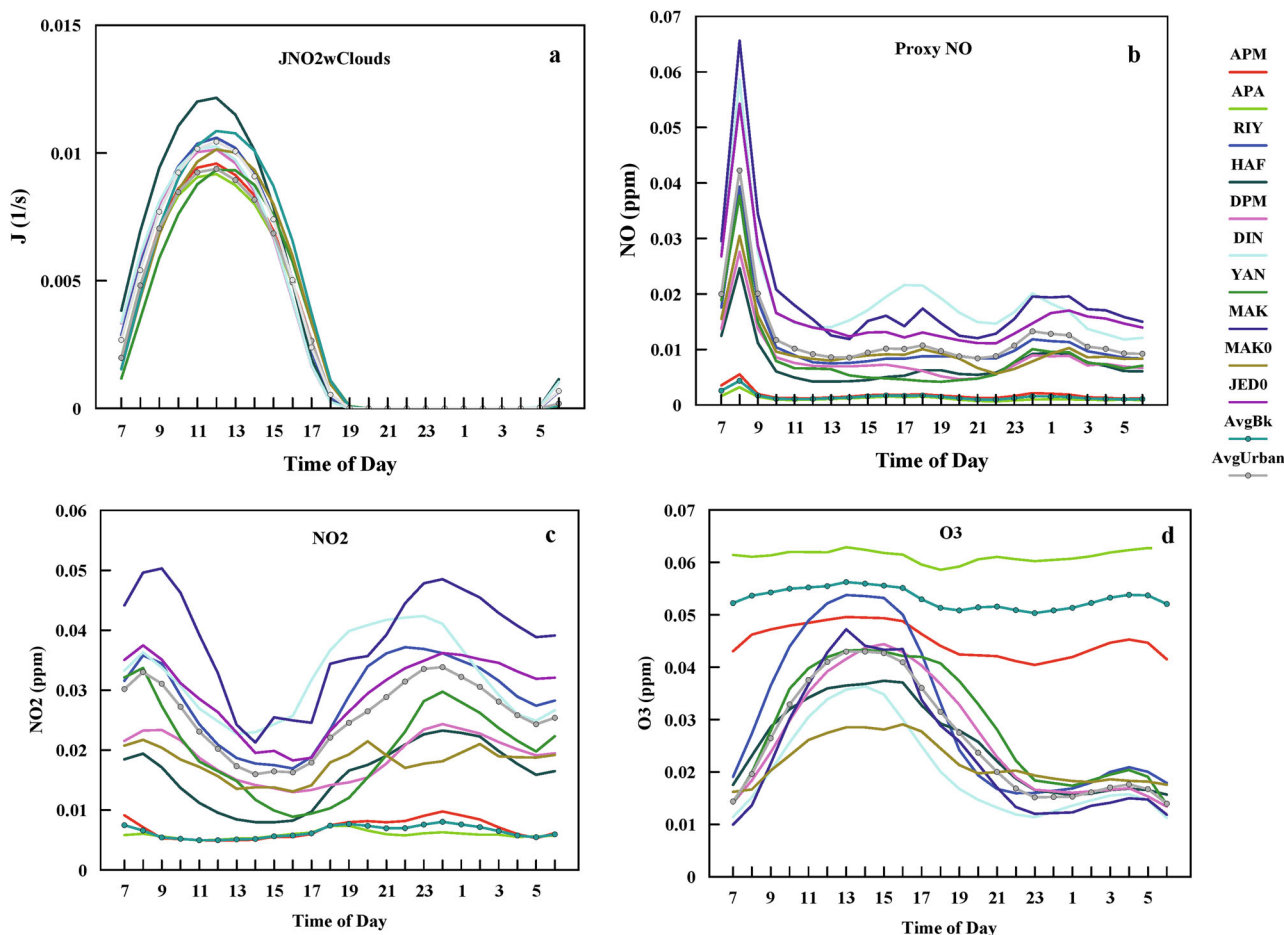 a
JNO2wClouds
0.015
0.01
0.005
0
J (1/s)
7 9 11 13 15 17 19 21 23 1 3 5
Time of Day
b
Proxy NO
0.07
0.06
0.05
0.04
0.03
0.02
0.01
0
NO (ppm)
7 9 11 13 15 17 19 21 23 1 3 5
Time of Day
APM
APA
RIY
HAF
DPM
DIN
YAN
MAK
MAK0
JED0
AvgBk
AvgUrban
c
NO2
0.06
0.05
0.04
0.03
0.02
0.01
0
NO2 (ppm)
7 9 11 13 15 17 19 21 23 1 3 5
Time of Day
d
O3
0.07
0.06
0.05
0.04
0.03
0.02
0.01
0
O3 (ppm)
7 9 11 13 15 17 19 21 23 1 3 5
Time of Day